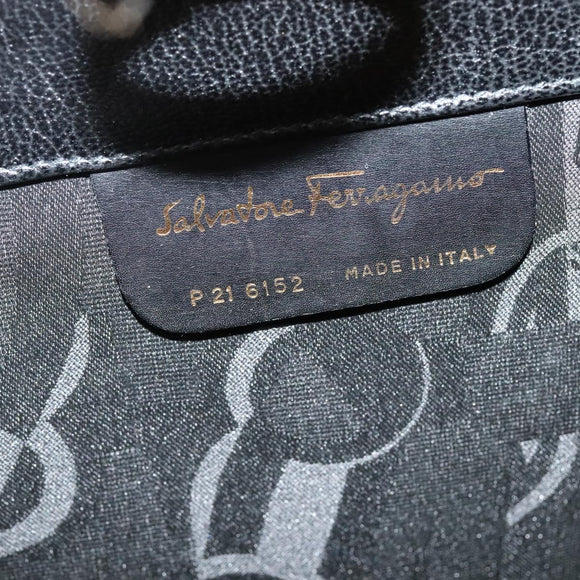 Salvatore Ferragamo
P 21 6152 MADE IN ITALY